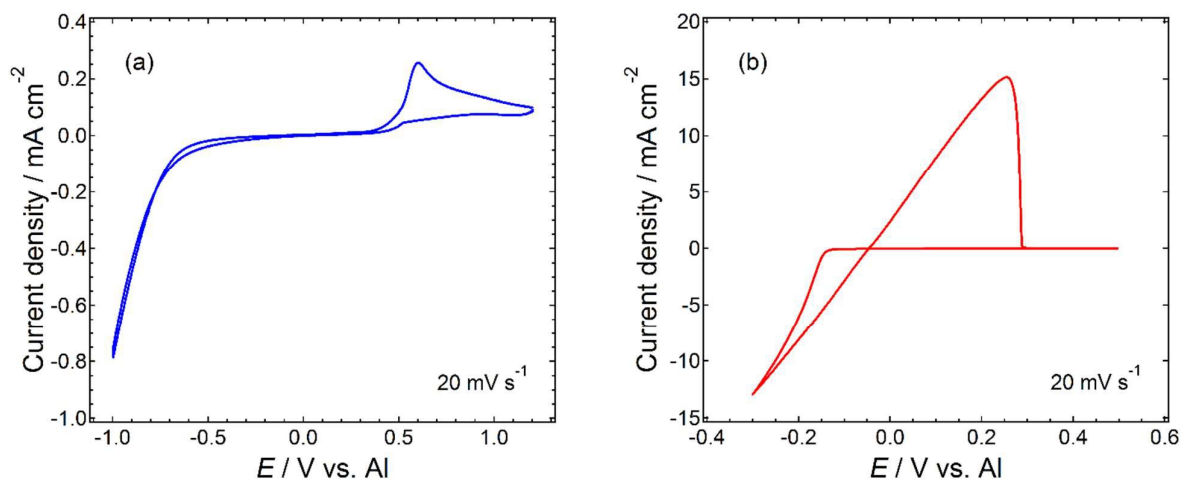 (a)
Current density / mA cm-2
0.4
0.2
0.0
-0.2
-0.4
-0.6
-0.8
-1.0
20 mV s-1
-1.0 -0.5 0.0 0.5 1.0
E / V vs. Al
(b)
Current density / mA cm-2
20
15
10
5
0
-5
-10
-15
20 mV s-1
-0.4 -0.2 0.0 0.2 0.4 0.6
E / V vs. Al